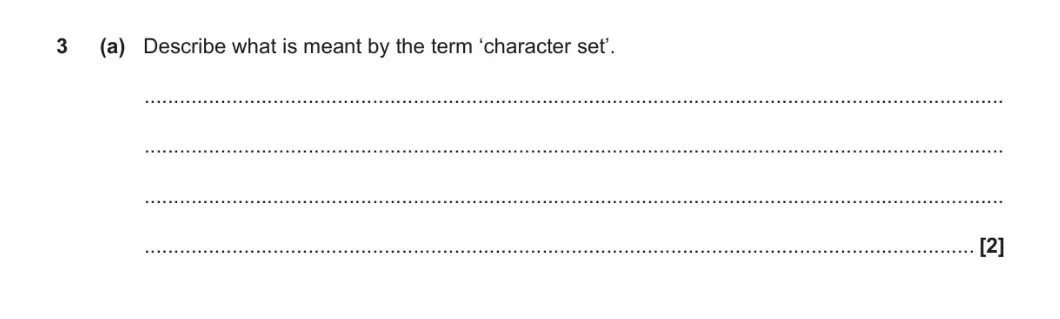 3 (a) Describe what is meant by the term ‘character set’.
[2]